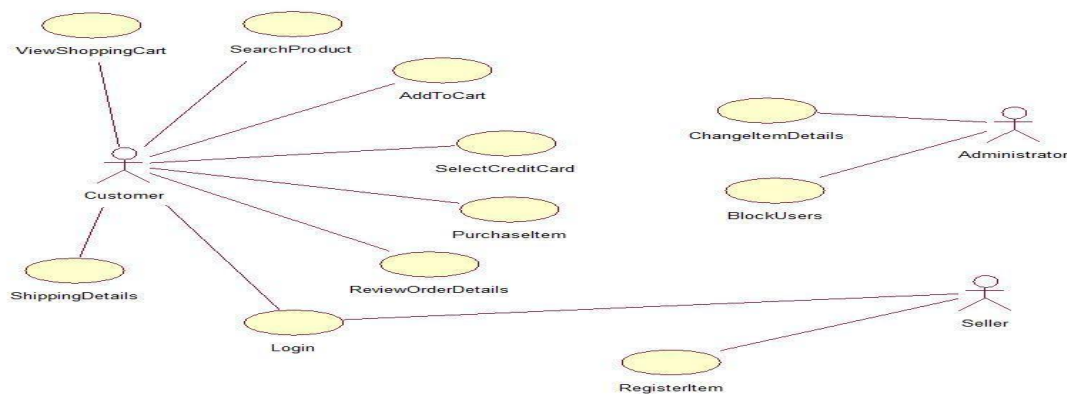 ViewShoppingCart
SearchProduct
AddToCart
ChangeItemDetails
Administrator
SelectCreditCard
Customer
BlockUsers
PurchaseItem
ShippingDetails
ReviewOrderDetails
Seller
Login
RegisterItem